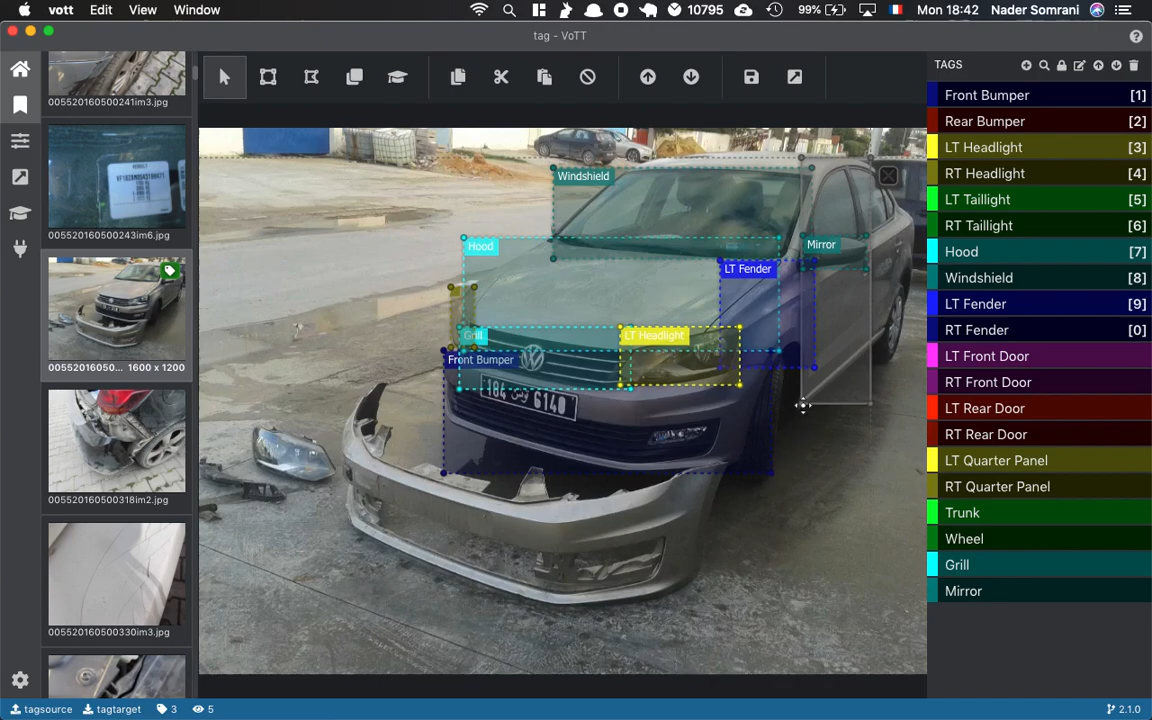 vott Edit View Window 10795 99% Mon 18:42 Nader Somrani
tag - VoTT
005520160500241im3.jpg
005520160500243im6.jpg
0055201605050... 1600 x 1200
005520160500318im2.jpg
005520160500330im3.jpg
Windshield
Mirror
Hood
LT Fender
Grill
LT Headlight
Front Bumper
184 تونس 6140
TAGS
Front Bumper [1]
Rear Bumper [2]
LT Headlight [3]
RT Headlight [4]
LT Taillight [5]
RT Taillight [6]
Hood [7]
Windshield [8]
LT Fender [9]
RT Fender [0]
LT Front Door
RT Front Door
LT Rear Door
RT Rear Door
LT Quarter Panel
RT Quarter Panel
Trunk
Wheel
Grill
Mirror
tagsource tagtarget 3 5 2.1.0